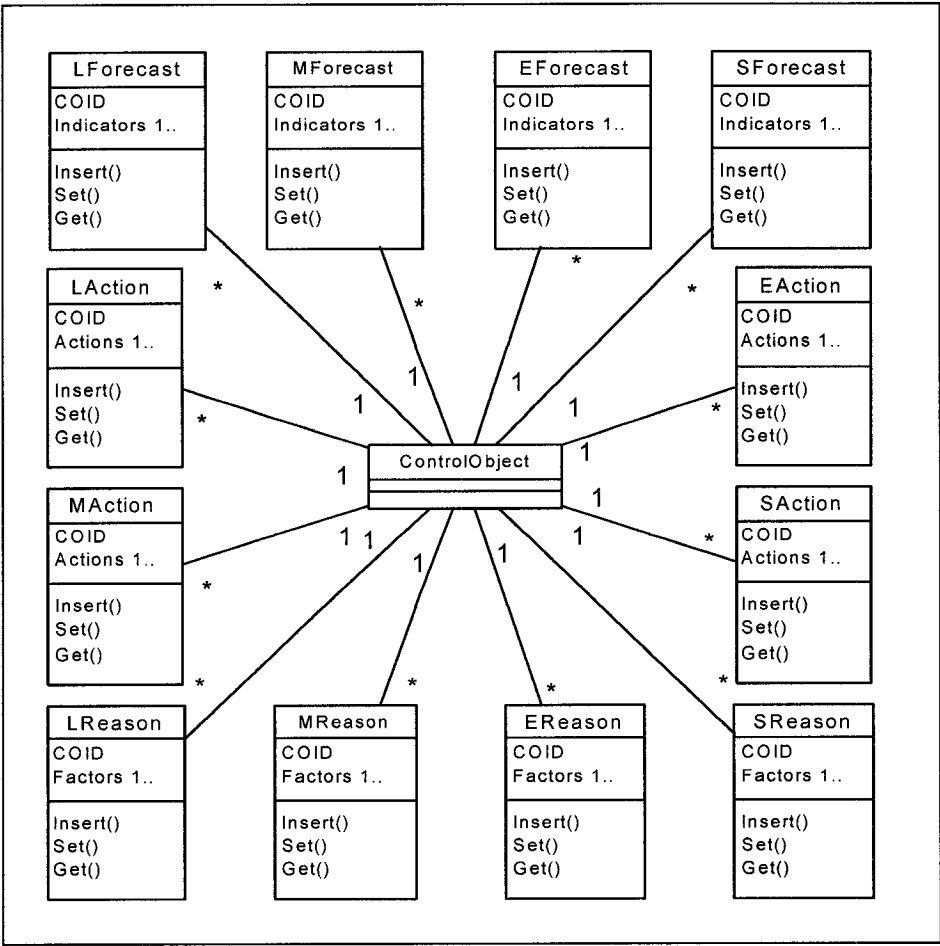 LForecast
COID
Indicators 1..
Insert()
Set()
Get()
MForecast
COID
Indicators 1..
Insert()
Set()
Get()
EForecast
COID
Indicators 1..
Insert()
Set()
Get()
SForecast
COID
Indicators 1..
Insert()
Set()
Get()
*
*
*
*
LAction
COID
Actions 1..
Insert()
Set()
Get()
EAction
COID
Actions 1..
Insert()
Set()
Get()
*
*
1
1
1
1
1
1
ControlObject
MAction
COID
Actions 1..
Insert()
Set()
Get()
SAction
COID
Actions 1..
Insert()
Set()
Get()
1
1
1
1
1
1
*
*
*
*
*
*
LReason
COID
Factors 1..
Insert()
Set()
Get()
MReason
COID
Factors 1..
Insert()
Set()
Get()
EReason
COID
Factors 1..
Insert()
Set()
Get()
SReason
COID
Factors 1..
Insert()
Set()
Get()